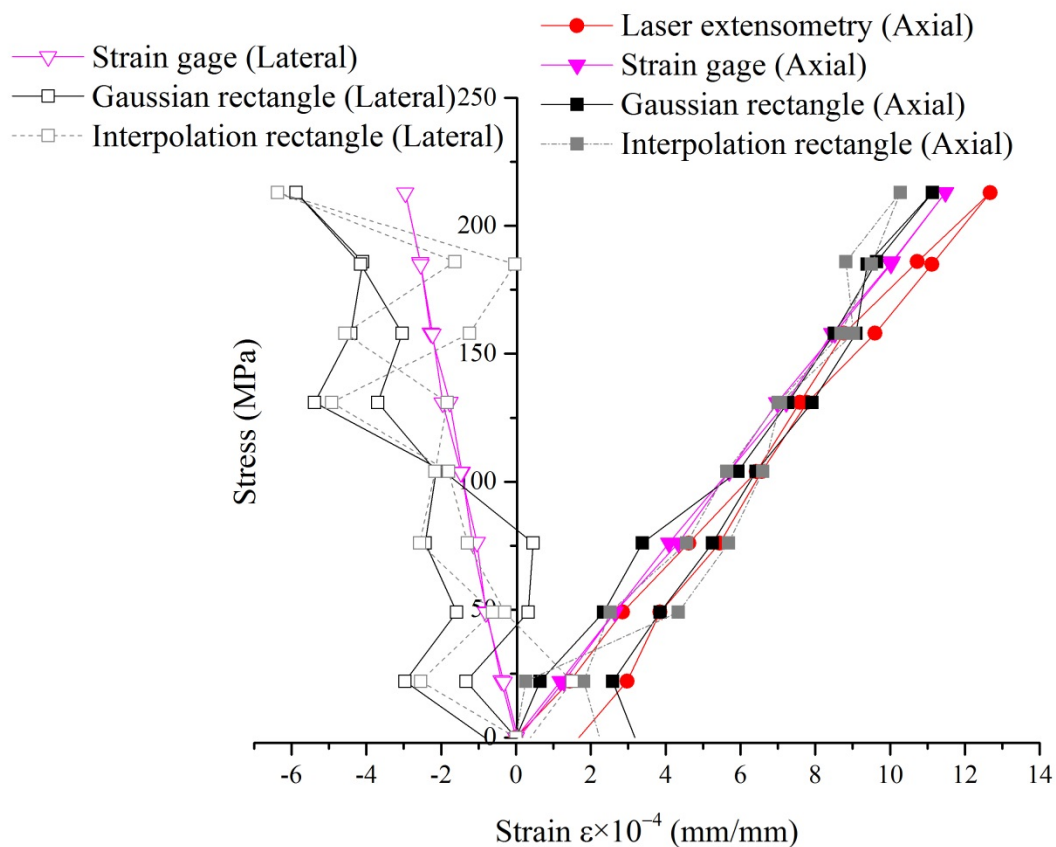 Laser extensometry (Axial)
Strain gage (Lateral)
Strain gage (Axial)
Gaussian rectangle (Lateral)
Gaussian rectangle (Axial)
Interpolation rectangle (Lateral)
Interpolation rectangle (Axial)
250
200
150
100
50
0
Stress (MPa)
-6 -4 -2 0 2 4 6 8 10 12 14
Strain ε×10⁻⁴ (mm/mm)